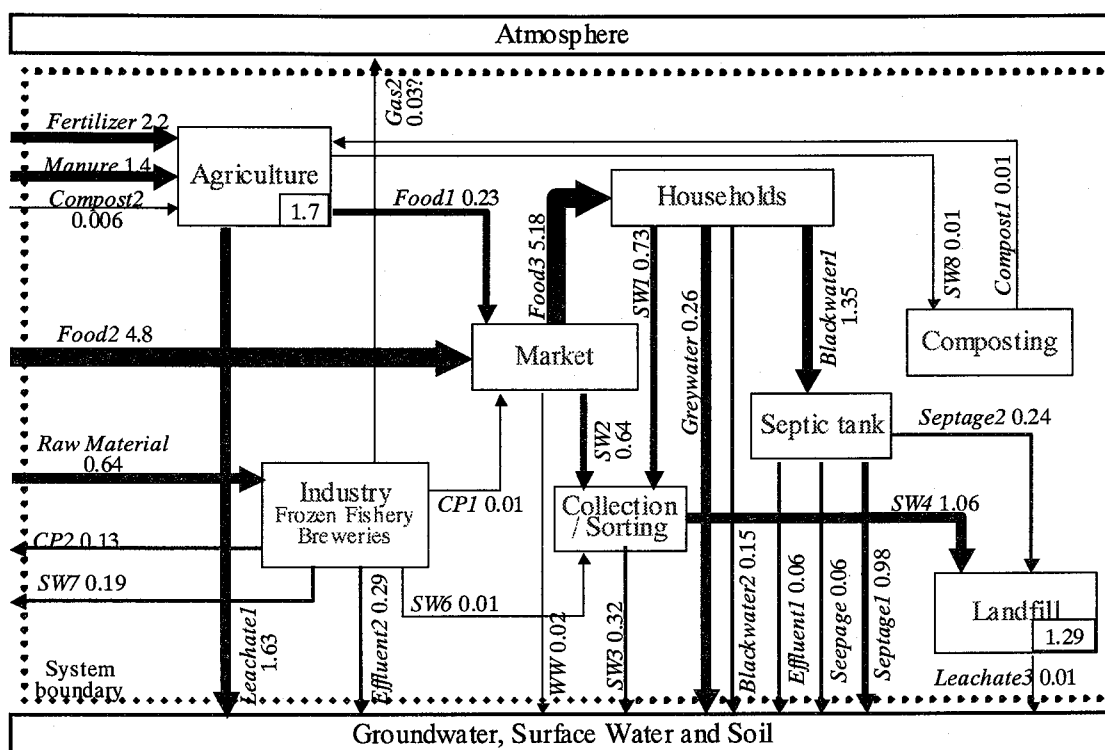 Atmosphere
Gas2
0.03?
Fertilizer 2.2
Manure 1.4
Compost2
0.006
Agriculture
1.7
Food1 0.23
Food3 5.18
Households
SW1 0.73
Greywater 0.26
Blackwater1
1.35
SW8 0.01
Compost1 0.01
Food2 4.8
Market
Composting
SW2
0.64
Septic tank
Septage2 0.24
Raw Material
0.64
Industry
Frozen Fishery
Breweries
CP1 0.01
Collection
/ Sorting
SW4 1.06
CP2 0.13
SW7 0.19
SW6 0.01
Landfill
1.29
Leachate1
1.63
Effluent2 0.29
WW 0.02
SW3 0.32
Blackwater2 0.15
Effluent1 0.06
Seepage 0.06
Septage1 0.98
Leachate3 0.01
System
boundary
Groundwater, Surface Water and Soil